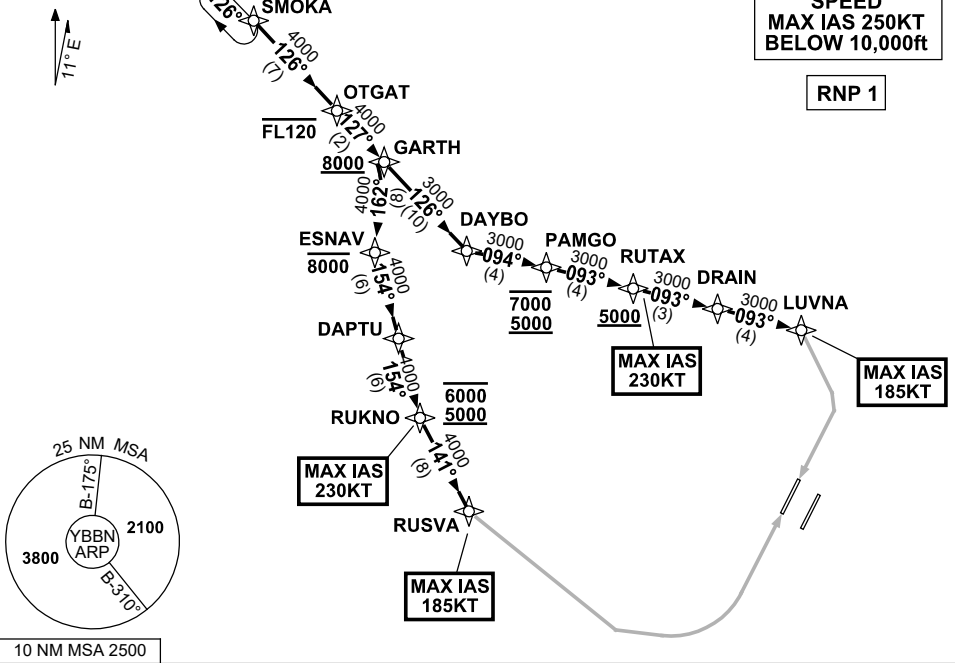 SPEED
MAX IAS 250KT
BELOW 10,000ft
RNP 1
11° E
126°
SMOKA
4000
126°
(7)
OTGAT
FL120
4000
127°
(2)
GARTH
8000
4000
162°
(8)
3000
126°
(10)
DAYBO
3000
094°
(4)
PAMGO
7000
5000
3000
093°
(4)
RUTAX
5000
MAX IAS
230KT
3000
093°
(3)
DRAIN
3000
093°
(4)
LUVNA
MAX IAS
185KT
ESNAV
8000
4000
154°
(6)
DAPTU
4000
154°
(6)
RUKNO
6000
5000
MAX IAS
230KT
4000
141°
(8)
RUSVA
MAX IAS
185KT
25 NM MSA
B-175°
YBBN
ARP
2100
3800
B-310°
10 NM MSA 2500